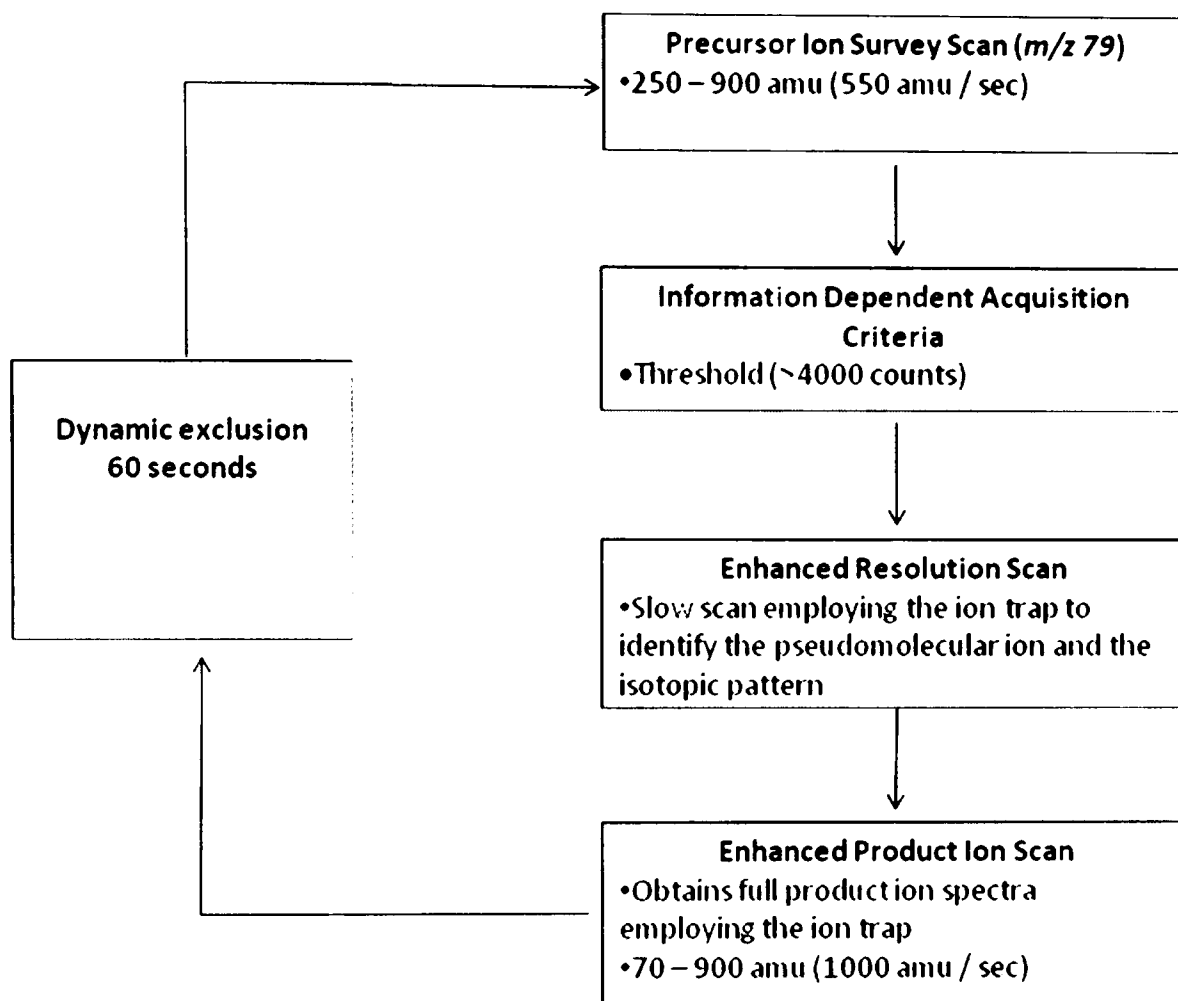 Precursor Ion Survey Scan (m/z 79)
•250 – 900 amu (550 amu / sec)
Information Dependent Acquisition
Criteria
•Threshold (~4000 counts)
Enhanced Resolution Scan
•Slow scan employing the ion trap to
identify the pseudomolecular ion and the
isotopic pattern
Enhanced Product Ion Scan
•Obtains full product ion spectra
employing the ion trap
•70 – 900 amu (1000 amu / sec)
Dynamic exclusion
60 seconds